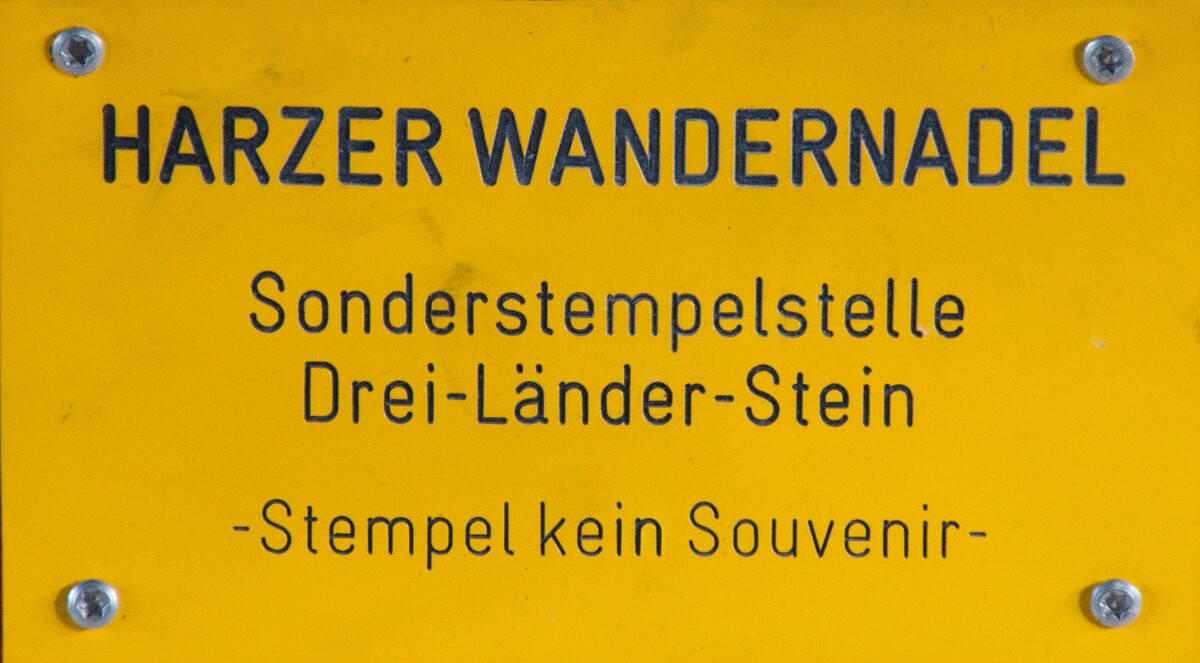 HARZER WANDERNADEL
Sonderstempelstelle
Drei-Länder-Stein
-Stempel kein Souvenir-